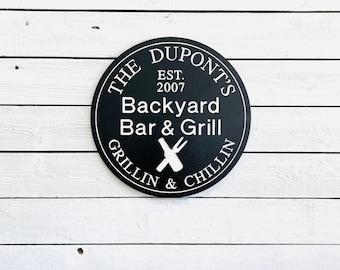 THE DUPONT'S
EST.
2007
Backyard
Bar & Grill
GRILLIN & CHILLIN